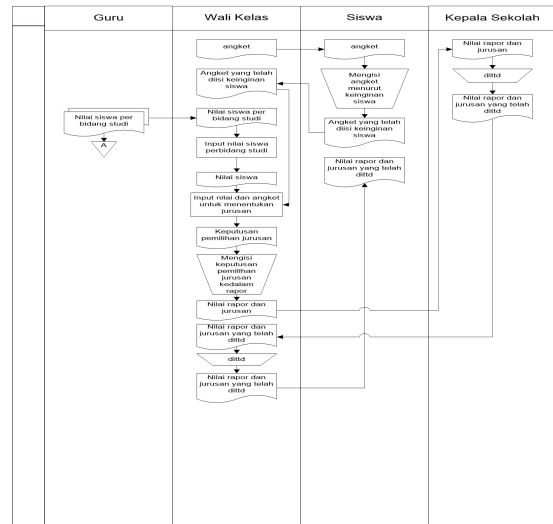 Guru
Wali Kelas
Siswa
Kepala Sekolah
Nilai siswa per
bidang studi
A
angket
Angket yang telah
diisi keinginan
siswa
Nilai siswa per
bidang studi
Input nilai siswa
perbidang studi
Nilai siswa
Input nilai dan angket
untuk menentukan
jurusan
Keputusan
pemilihan jurusan
Mengisi
keputusan
pemilihan
jurusan
kedalam
rapor
Nilai rapor dan
jurusan
Nilai rapor dan
jurusan yang telah
dittd
dittd
Nilai rapor dan
jurusan yang telah
dittd
angket
Mengisi
angket
menurut
keinginan
siswa
Angket yang telah
diisi keinginan
siswa
Nilai rapor dan
jurusan yang telah
dittd
Nilai rapor dan
jurusan
dittd
Nilai rapor dan
jurusan yang telah
dittd